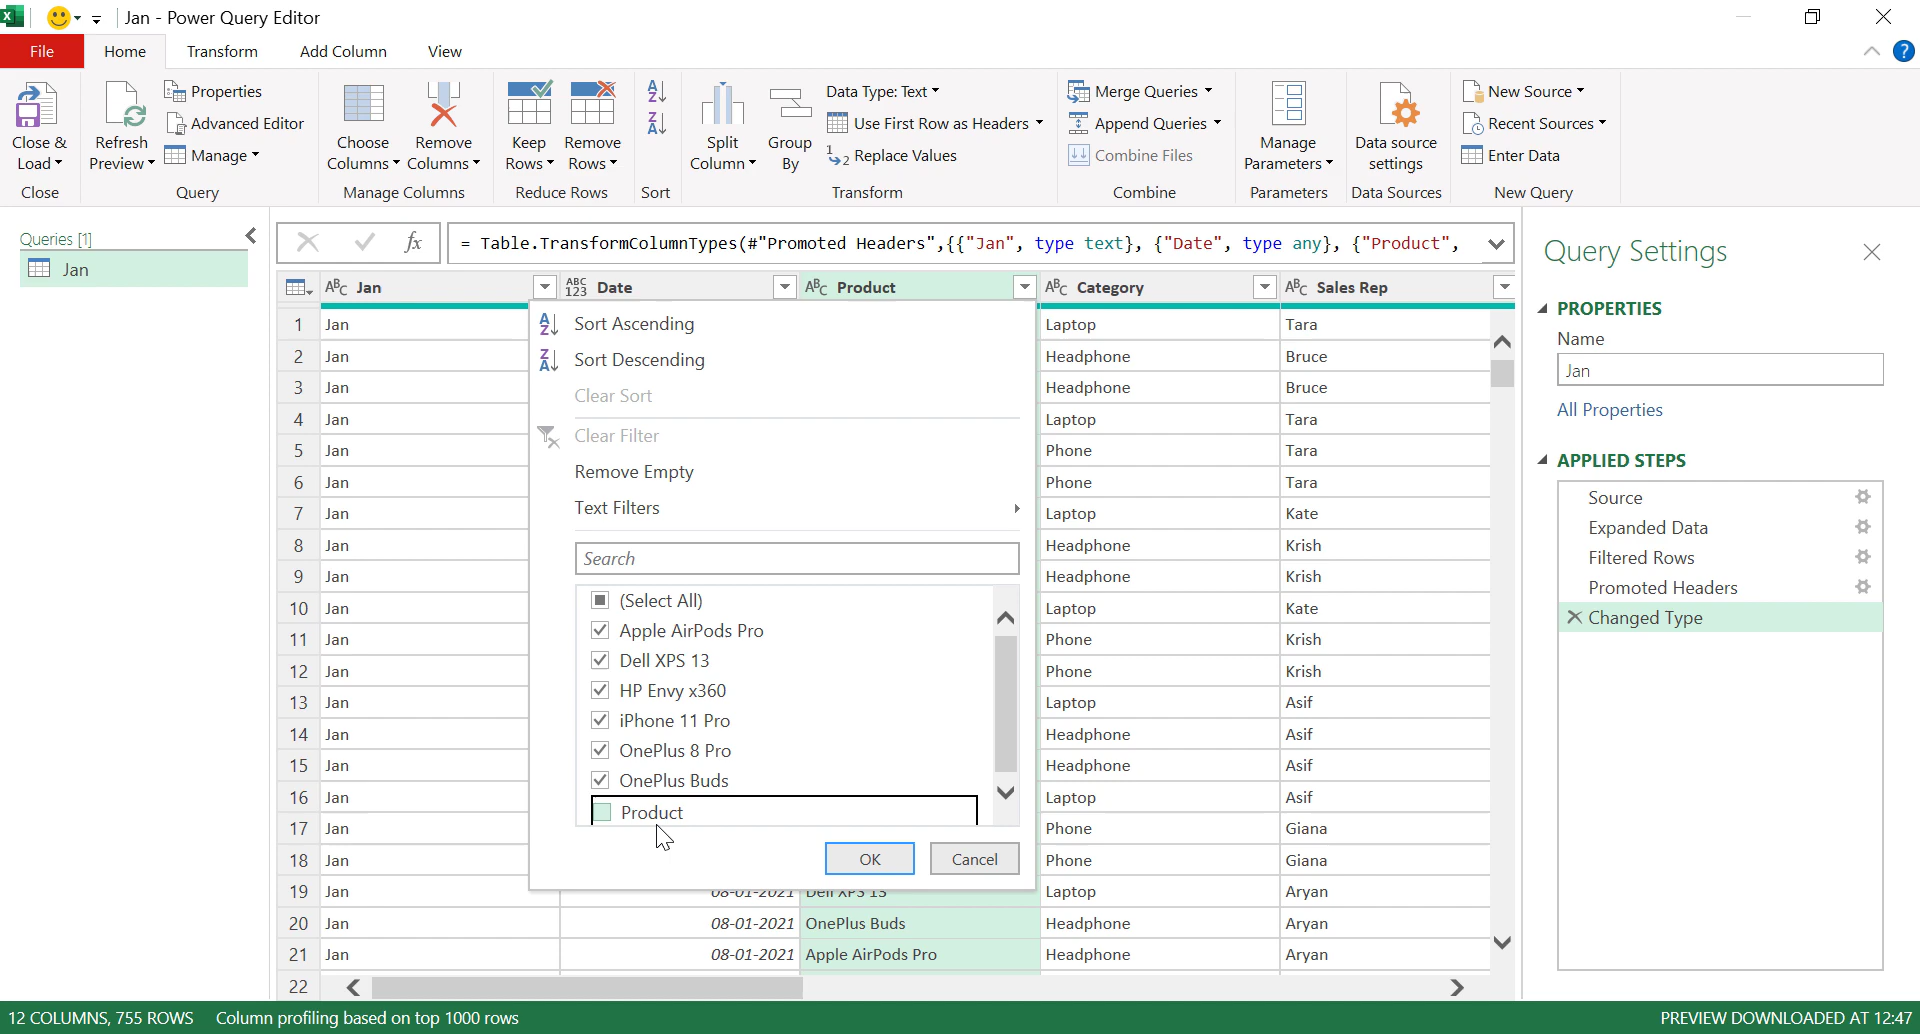 Jan - Power Query Editor
File Home Transform Add Column View
Close & Load
Close
Refresh Preview
Properties
Advanced Editor
Manage
Query
Choose Columns
Remove Columns
Manage Columns
Keep Rows
Remove Rows
Reduce Rows
Sort
Split Column
Group By
Data Type: Text
Use First Row as Headers
Replace Values
Transform
Merge Queries
Append Queries
Combine Files
Combine
Manage Parameters
Parameters
Data source settings
Data Sources
New Source
Recent Sources
Enter Data
New Query
Queries [1]
Jan
fx
= Table.TransformColumnTypes(#"Promoted Headers",{{"Jan", type text}, {"Date", type any}, {"Product",
ABC Jan ABC 123 Date ABC Product ABC Category ABC Sales Rep
1 Jan Laptop Tara
2 Jan Headphone Bruce
3 Jan Headphone Bruce
4 Jan Laptop Tara
5 Jan Phone Tara
6 Jan Phone Tara
7 Jan Laptop Kate
8 Jan Headphone Krish
9 Jan Headphone Krish
10 Jan Laptop Kate
11 Jan Phone Krish
12 Jan Phone Krish
13 Jan Laptop Asif
14 Jan Headphone Asif
15 Jan Headphone Asif
16 Jan Laptop Asif
17 Jan Phone Giana
18 Jan Phone Giana
19 Jan 08-01-2021 Dell XPS 13 Laptop Aryan
20 Jan 08-01-2021 OnePlus Buds Headphone Aryan
21 Jan 08-01-2021 Apple AirPods Pro Headphone Aryan
22
Sort Ascending
Sort Descending
Clear Sort
Clear Filter
Remove Empty
Text Filters
Search
(Select All)
Apple AirPods Pro
Dell XPS 13
HP Envy x360
iPhone 11 Pro
OnePlus 8 Pro
OnePlus Buds
Product
OK Cancel
Query Settings
PROPERTIES
Name
Jan
All Properties
APPLIED STEPS
Source
Expanded Data
Filtered Rows
Promoted Headers
Changed Type
12 COLUMNS, 755 ROWS Column profiling based on top 1000 rows
PREVIEW DOWNLOADED AT 12:47